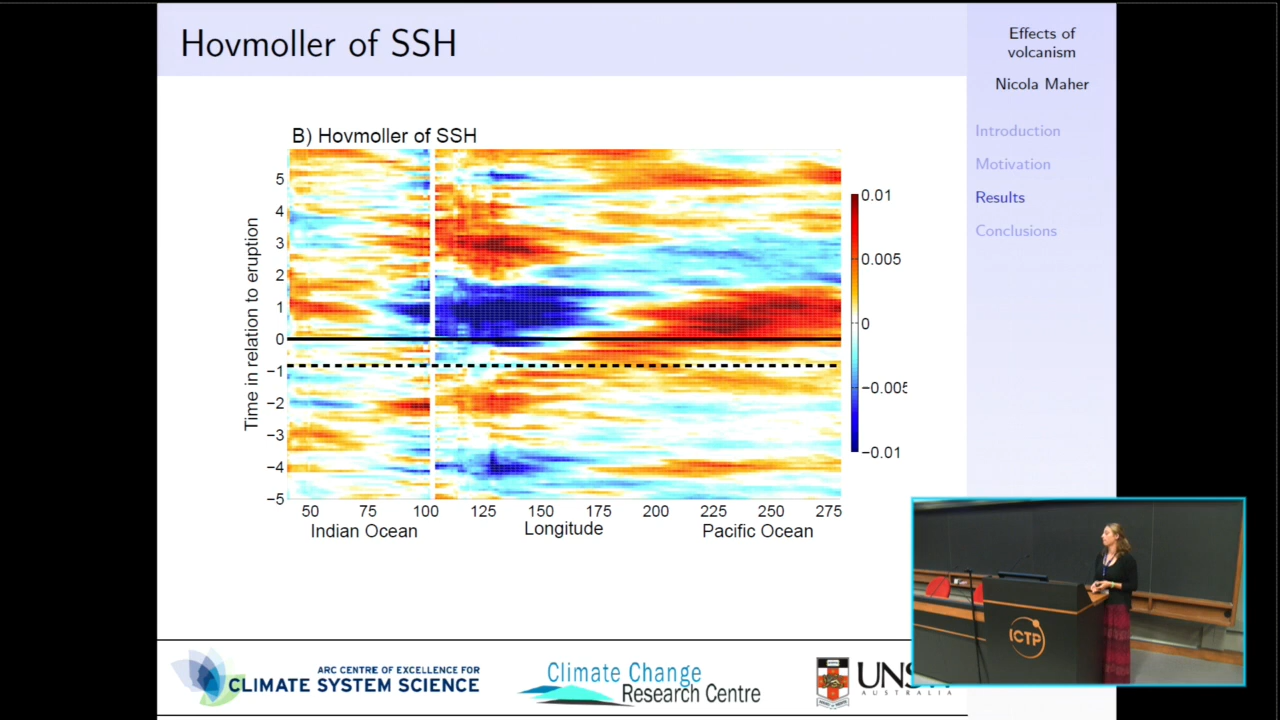 Hovmoller of SSH
Effects of
volcanism
Nicola Maher
Introduction
Motivation
Results
Conclusions
B) Hovmoller of SSH
Time in relation to eruption
5
4
3
2
1
0
−1
−2
−3
−4
−5
50
75
100
125
150
175
200
225
250
275
Indian Ocean
Longitude
Pacific Ocean
0.01
0.005
0
−0.005
−0.01
ARC CENTRE OF EXCELLENCE FOR
CLIMATE SYSTEM SCIENCE
Climate Change
Research Centre
UNS
AUSTRALIA
ICTP